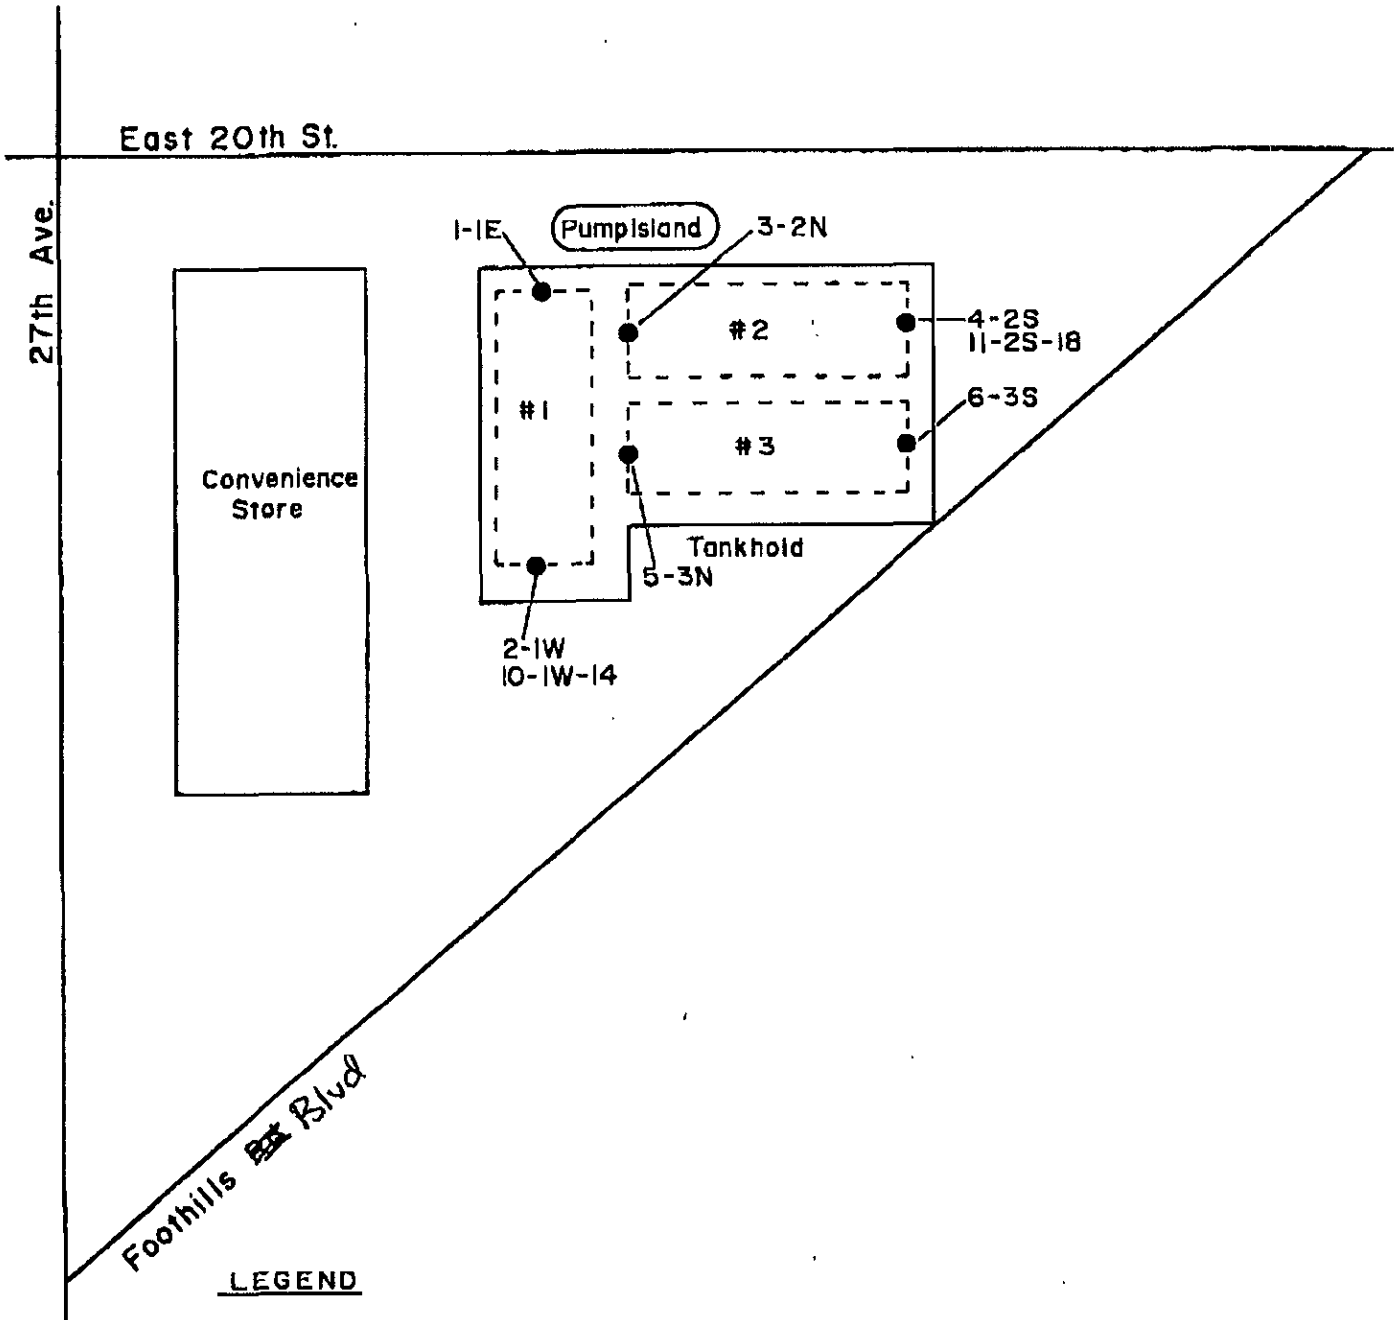 East 20th St.
27th Ave.
1-1E
PumpIsland
3-2N
#2
4-2S
11-2S-18
#1
6-3S
#3
Convenience
Store
Tankhold
5-3N
2-1W
10-1W-14
Foothills Blvd
LEGEND